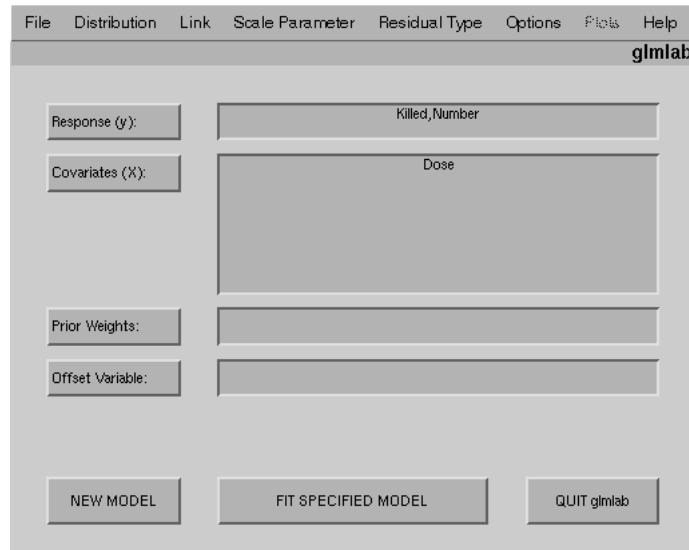 File Distribution Link Scale Parameter Residual Type Options Plots Help
glmlab
Response (y): Killed,Number
Covariates (X): Dose
Prior Weights:
Offset Variable:
NEW MODEL FIT SPECIFIED MODEL QUIT glmlab